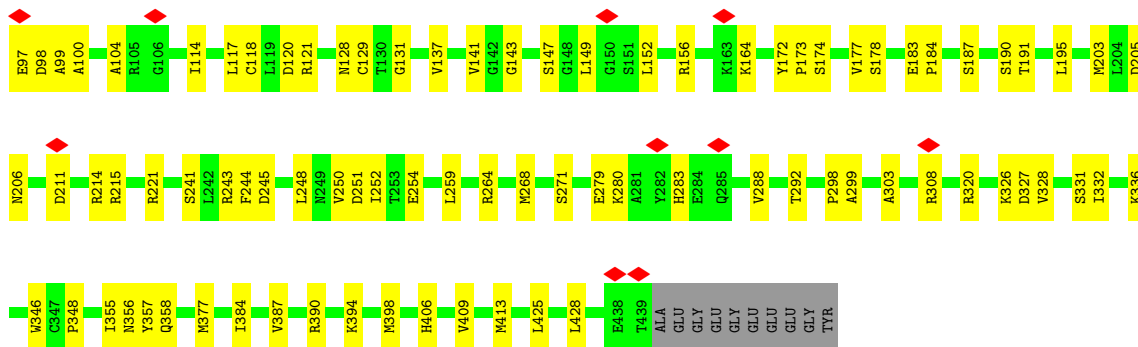 E97 D98 A99 A100 A104 R105 G106 I114 L117 C118 L119 D120 R121 N128 C129 T130 G131 V137 V141 G142 G143 S147 G148 L149 G150 S151 L152 R156 K163 K164 Y172 P173 S174 V177 S178 E183 P184 S187 S190 T191 L195 M203 L204 D205
N206 D211 R214 R215 R221 S241 L242 R243 F244 D245 L248 N249 V250 D251 I252 T253 E254 L259 R264 M268 S271 E279 K280 A281 Y282 H283 E284 Q285 V288 T292 P298 A299 A303 R308 R320 K326 D327 V328 S331 I332 K336
W346 C347 P348 I355 N356 Y357 Q358 M377 I384 V387 R390 K394 M398 H406 V409 M413 L425 L428 E438 T439 ALA GLU GLY GLU GLY GLU GLU GLU GLY TYR